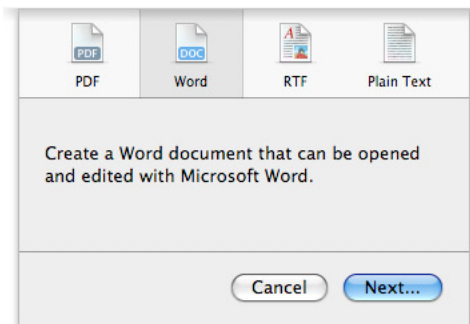 PDF DOC A
PDF Word RTF Plain Text
Create a Word document that can be opened
and edited with Microsoft Word.
Cancel Next...